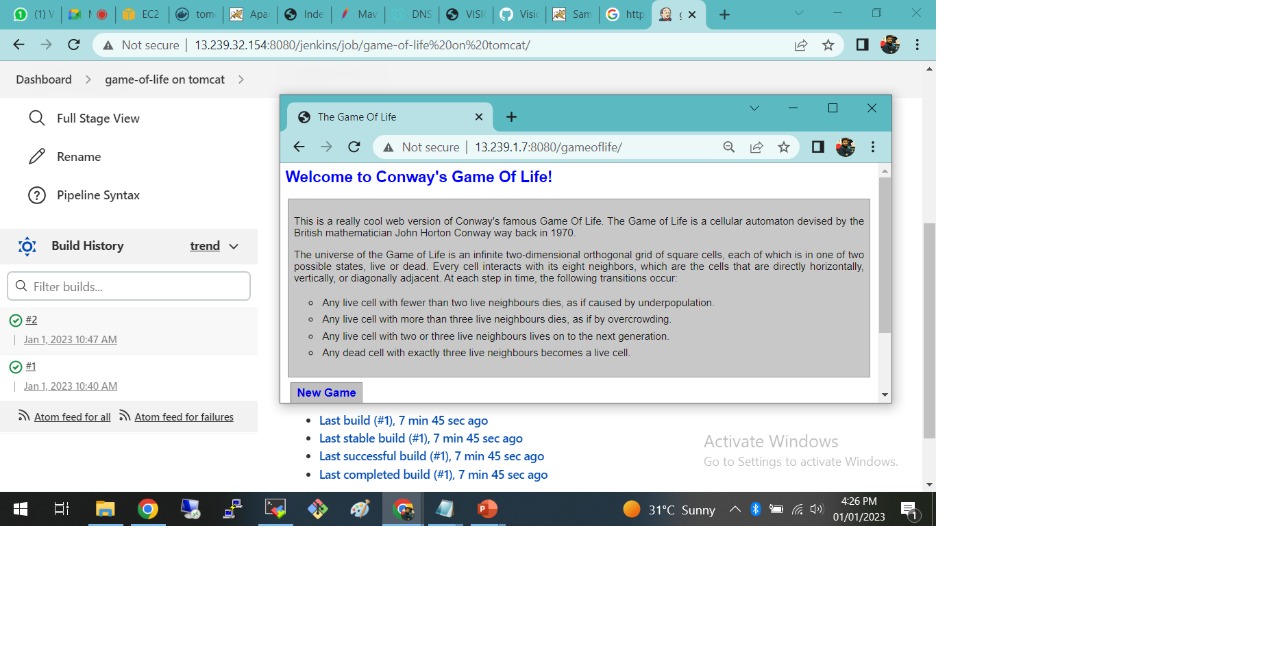 (1) V
EC2
tom
Apa
Inde
Mav
DNS
VISI
Visi
San
http
Not secure | 13.239.32.154:8080/jenkins/job/game-of-life%20on%20tomcat/
Dashboard > game-of-life on tomcat >
Full Stage View
Rename
Pipeline Syntax
Build History trend
Filter builds...
#2
Jan 1, 2023 10:47 AM
#1
Jan 1, 2023 10:40 AM
Atom feed for all Atom feed for failures
The Game Of Life
Not secure | 13.239.1.7:8080/gameoflife/
Welcome to Conway's Game Of Life!
This is a really cool web version of Conway's famous Game Of Life. The Game of Life is a cellular automaton devised by the
British mathematician John Horton Conway way back in 1970.
The universe of the Game of Life is an infinite two-dimensional orthogonal grid of square cells, each of which is in one of two
possible states, live or dead. Every cell interacts with its eight neighbors, which are the cells that are directly horizontally,
vertically, or diagonally adjacent. At each step in time, the following transitions occur:
Any live cell with fewer than two live neighbours dies, as if caused by underpopulation.
Any live cell with more than three live neighbours dies, as if by overcrowding.
Any live cell with two or three live neighbours lives on to the next generation.
Any dead cell with exactly three live neighbours becomes a live cell.
New Game
Last build (#1), 7 min 45 sec ago
Last stable build (#1), 7 min 45 sec ago
Last successful build (#1), 7 min 45 sec ago
Last completed build (#1), 7 min 45 sec ago
Activate Windows
Go to Settings to activate Windows.
31°C Sunny
4:26 PM
01/01/2023
1